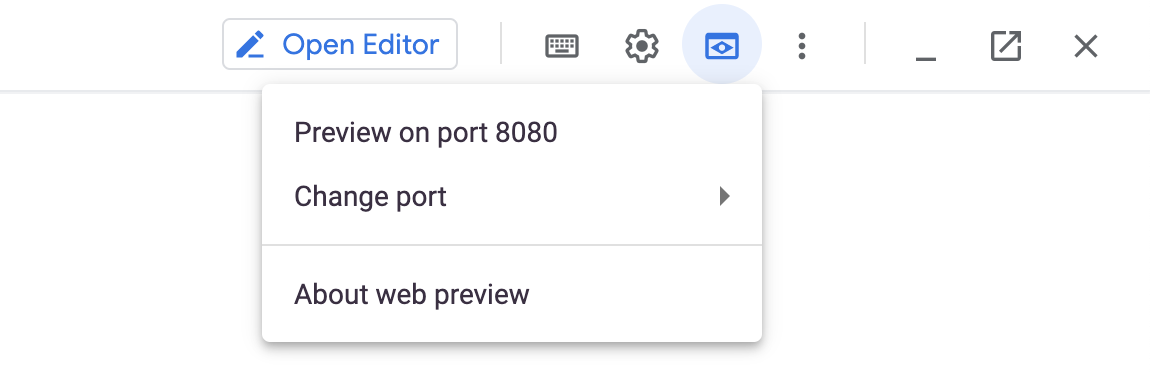 Open Editor
Preview on port 8080
Change port
About web preview